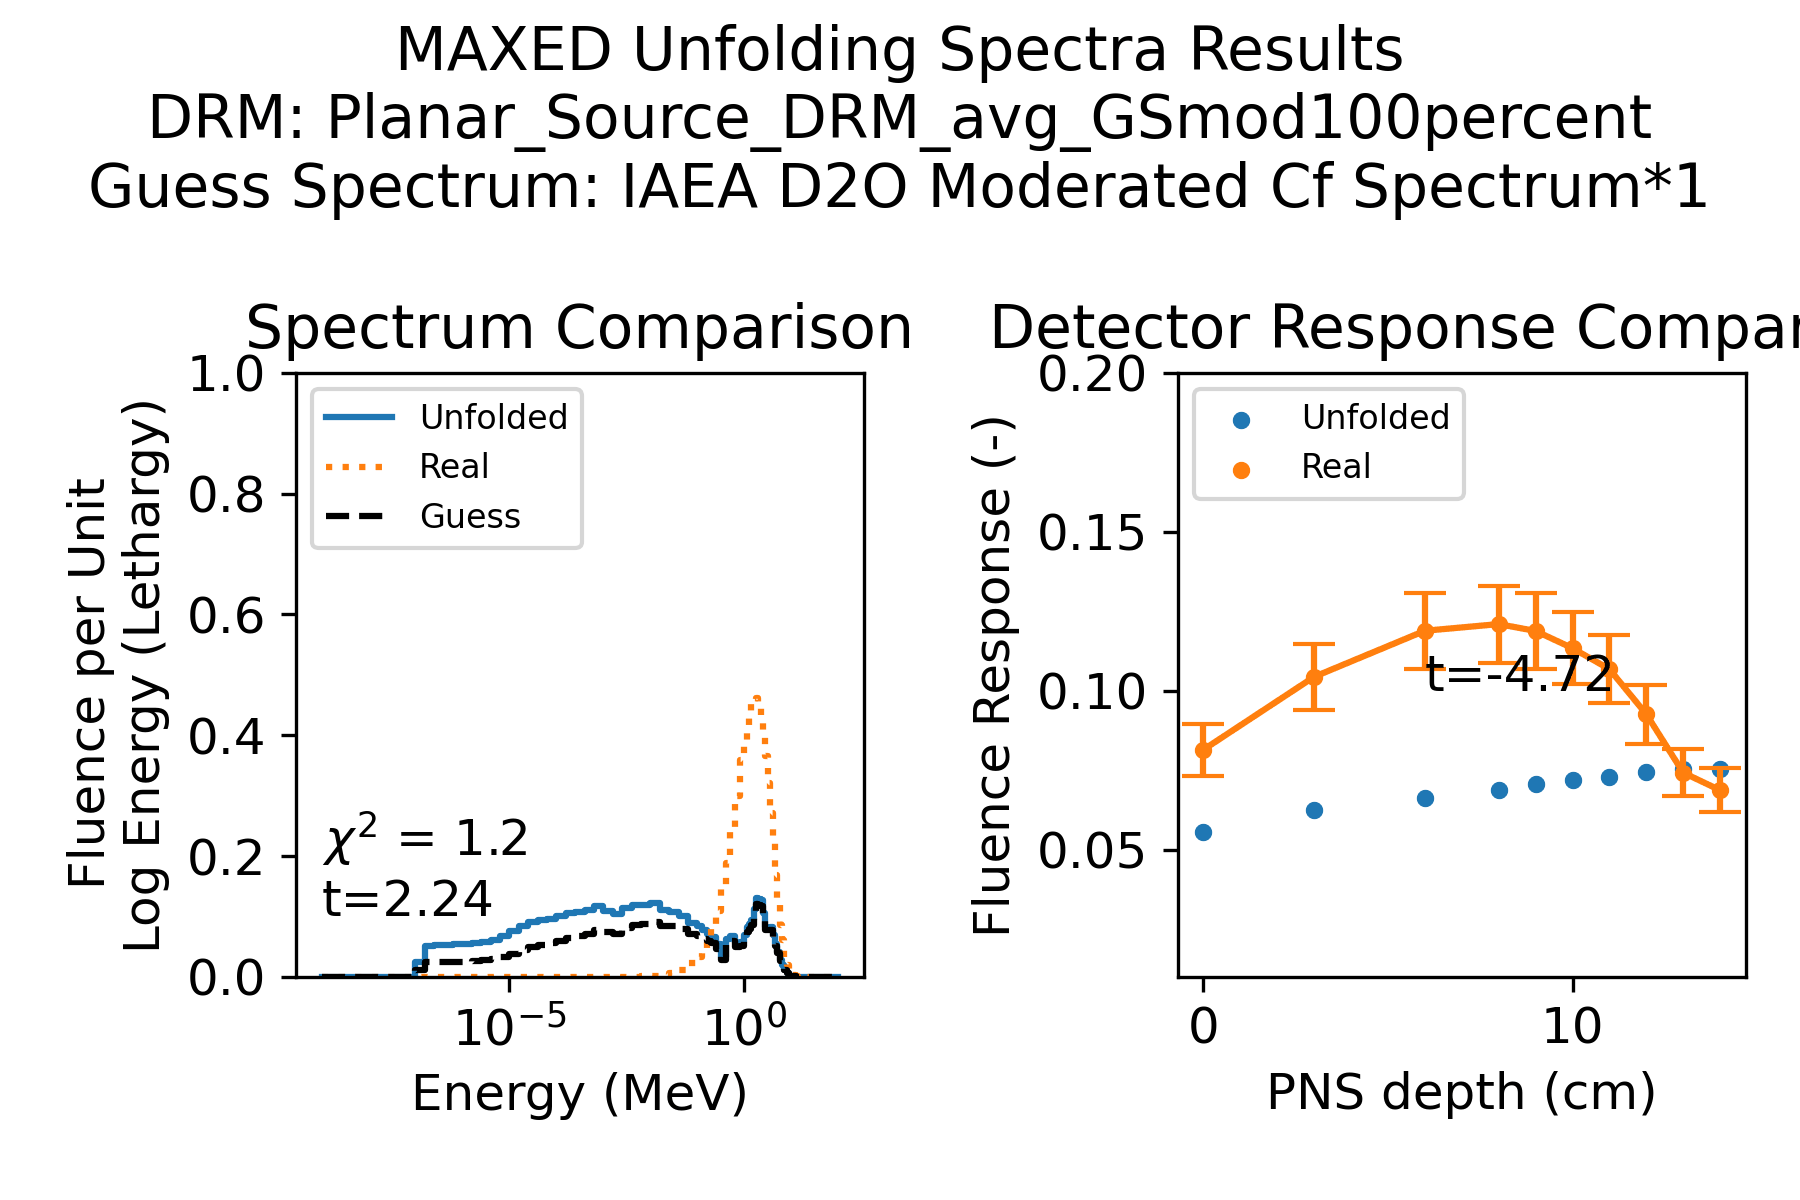 MAXED Unfolding Spectra Results
DRM: Planar_Source_DRM_avg_GSmod100percent
Guess Spectrum: IAEA D2O Moderated Cf Spectrum*1
Spectrum Comparison
Fluence per Unit
Log Energy (Lethargy)
1.0
0.8
0.6
0.4
0.2
0.0
Unfolded
Real
Guess
χ² = 1.2
t=2.24
10⁻⁵ 10⁰
Energy (MeV)
Detector Response Compar
Fluence Response (-)
0.20
0.15
0.10
0.05
Unfolded
Real
t=-4.72
0 10
PNS depth (cm)